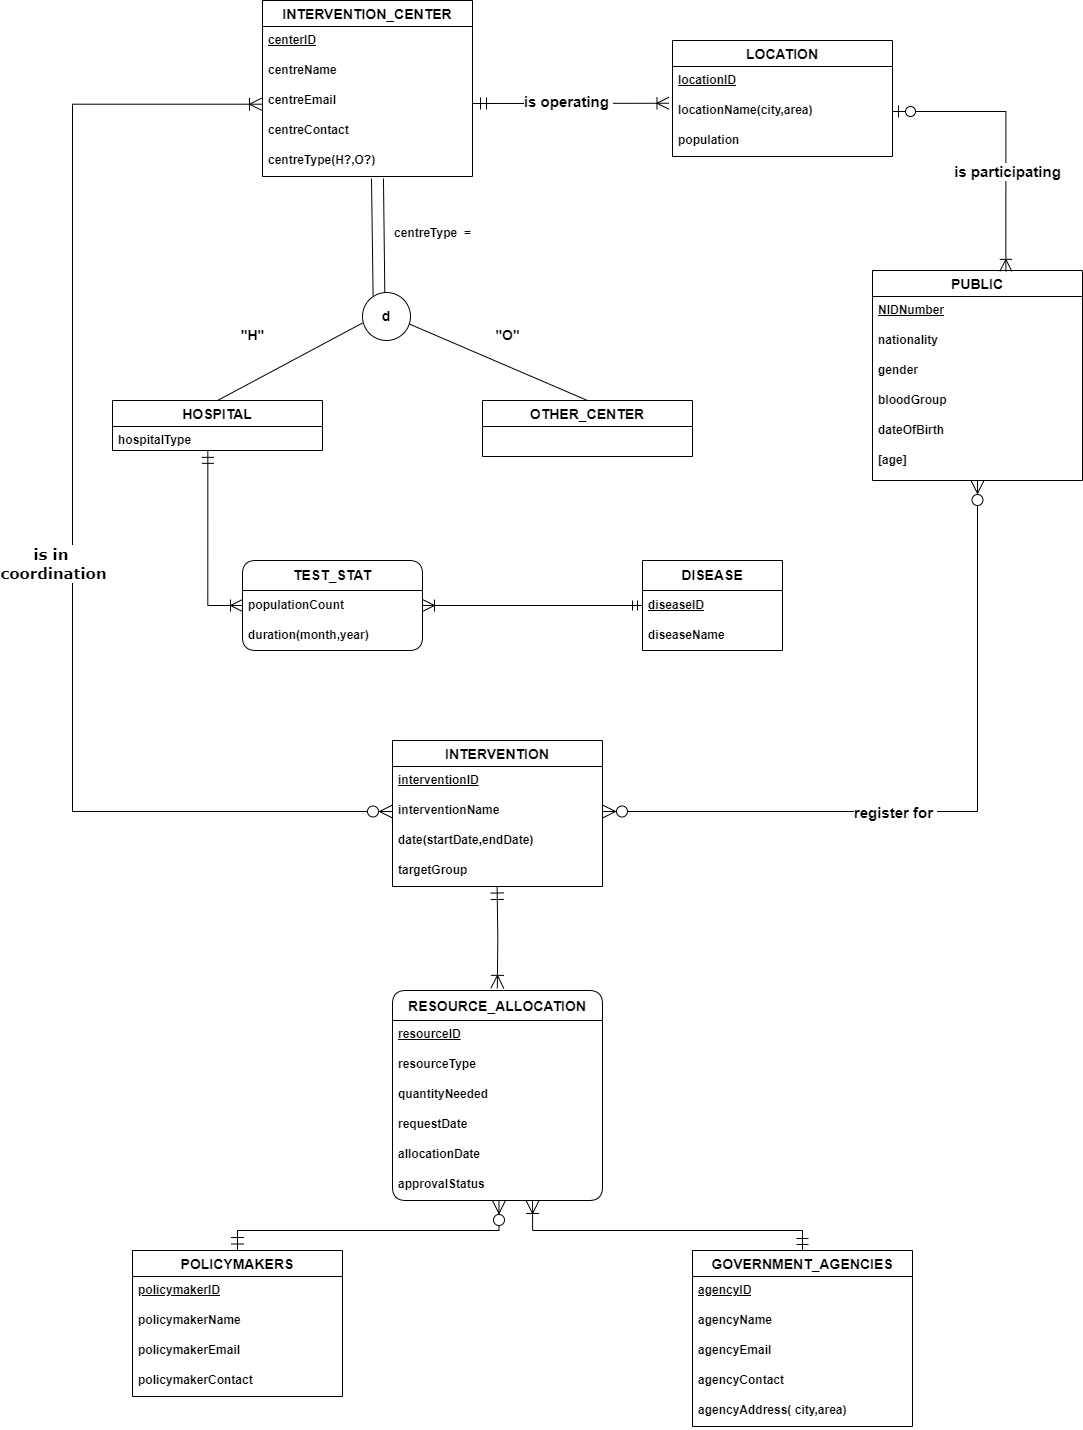 INTERVENTION_CENTER
centerID
centreName
centreEmail
centreContact
centreType(H?,O?)
is operating
LOCATION
locationID
locationName(city,area)
population
is participating
centreType =
d
"H"
"O"
PUBLIC
NIDNumber
nationality
gender
bloodGroup
dateOfBirth
[age]
HOSPITAL
hospitalType
OTHER_CENTER
is in
coordination
TEST_STAT
populationCount
duration(month,year)
DISEASE
diseaseID
diseaseName
INTERVENTION
interventionID
interventionName
date(startDate,endDate)
targetGroup
register for
RESOURCE_ALLOCATION
resourceID
resourceType
quantityNeeded
requestDate
allocationDate
approvalStatus
POLICYMAKERS
policymakerID
policymakerName
policymakerEmail
policymakerContact
GOVERNMENT_AGENCIES
agencyID
agencyName
agencyEmail
agencyContact
agencyAddress( city,area)